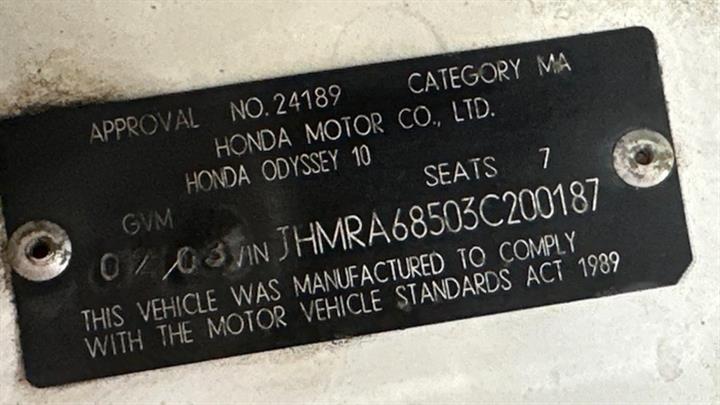 APPROVAL NO. 24189 CATEGORY MA
HONDA MOTOR CO., LTD.
HONDA ODYSSEY 10
SEATS 7
GVM
VIN JHMRA68503C200187
THIS VEHICLE WAS MANUFACTURED TO COMPLY
WITH THE MOTOR VEHICLE STANDARDS ACT 1989